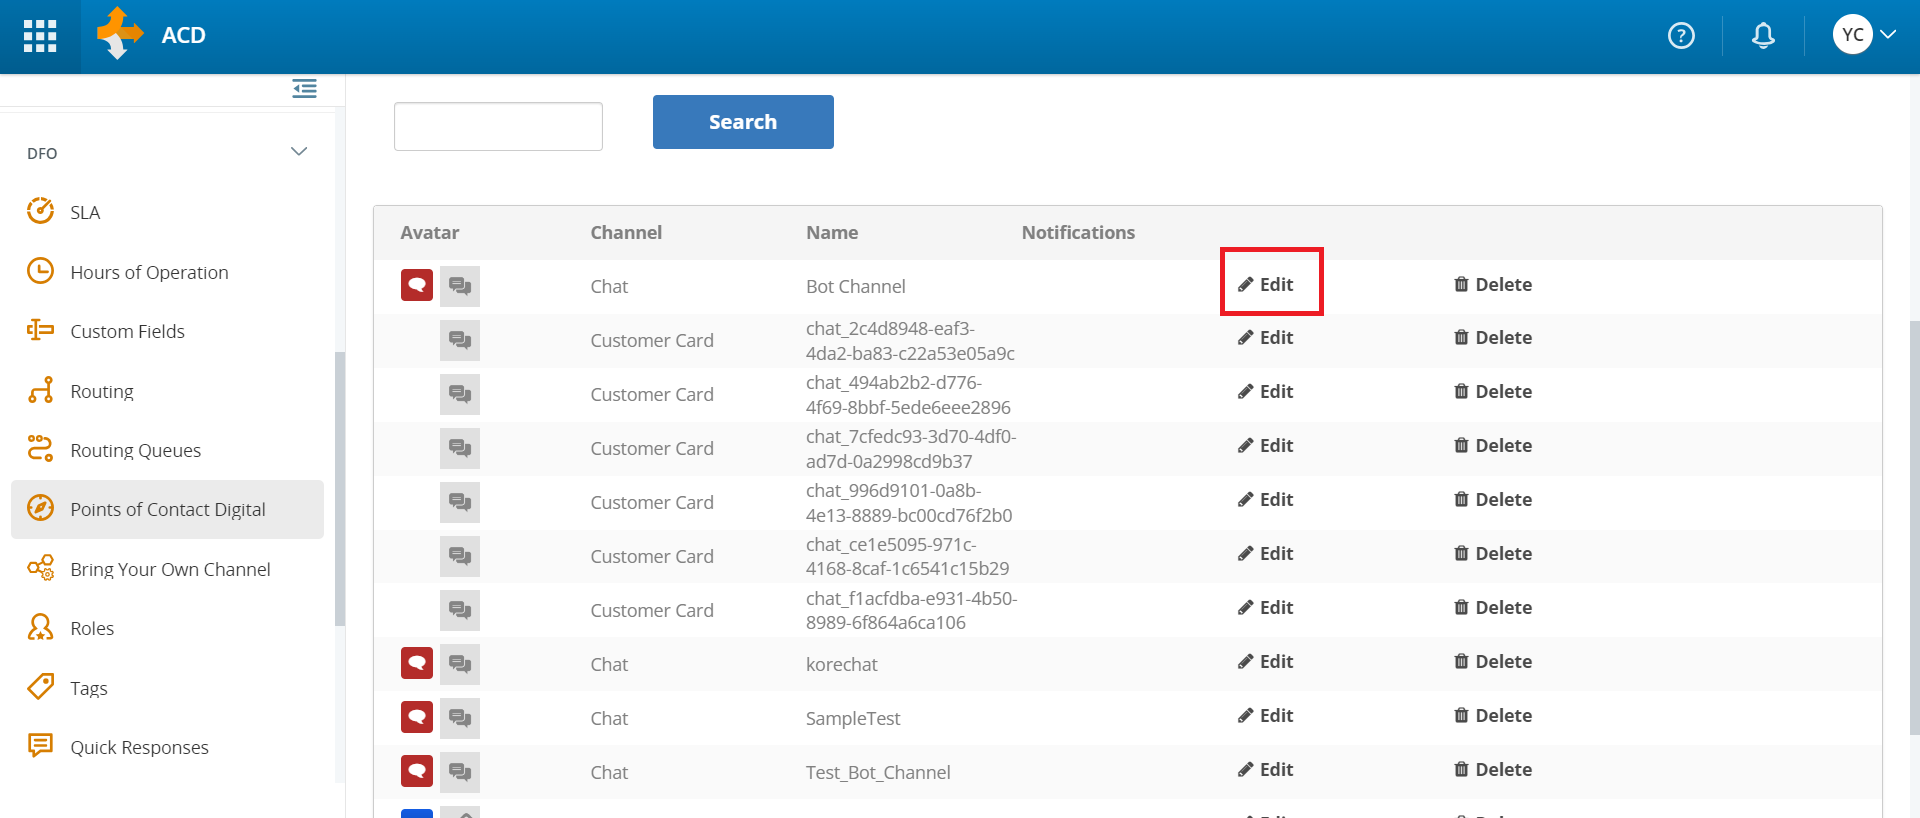 ACD
?
YC
DFO
SLA
Hours of Operation
Custom Fields
Routing
Routing Queues
Points of Contact Digital
Bring Your Own Channel
Roles
Tags
Quick Responses
Search
Avatar Channel Name Notifications
Chat Bot Channel Edit Delete
Customer Card chat_2c4d8948-eaf3-
4da2-ba83-c22a53e05a9c Edit Delete
Customer Card chat_494ab2b2-d776-
4f69-8bbf-5ede6eee2896 Edit Delete
Customer Card chat_7cfedc93-3d70-4df0-
ad7d-0a2998cd9b37 Edit Delete
Customer Card chat_996d9101-0a8b-
4e13-8889-bc00cd76f2b0 Edit Delete
Customer Card chat_ce1e5095-971c-
4168-8caf-1c6541c15b29 Edit Delete
Customer Card chat_f1acfdba-e931-4b50-
8989-6f864a6ca106 Edit Delete
Chat korechat Edit Delete
Chat SampleTest Edit Delete
Chat Test_Bot_Channel Edit Delete